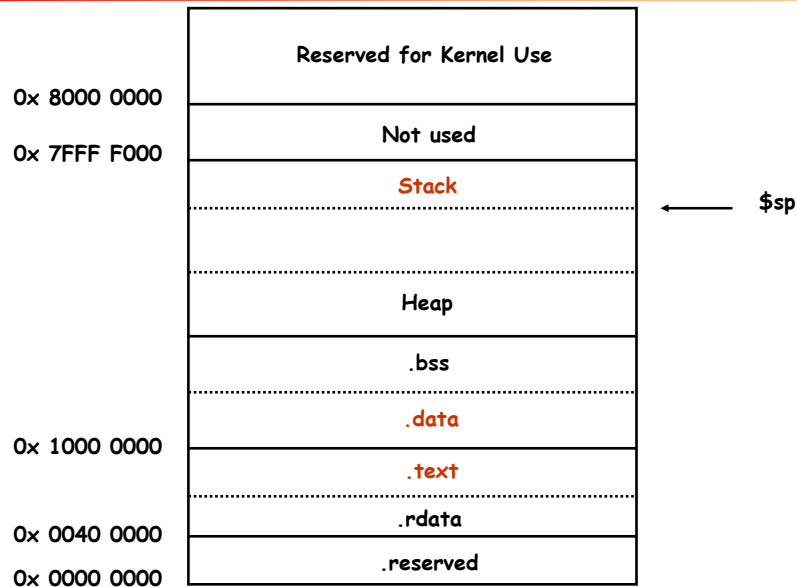 Reserved for Kernel Use
0x 8000 0000
Not used
0x 7FFF F000
Stack
$sp
Heap
.bss
.data
0x 1000 0000
.text
.rdata
0x 0040 0000
.reserved
0x 0000 0000